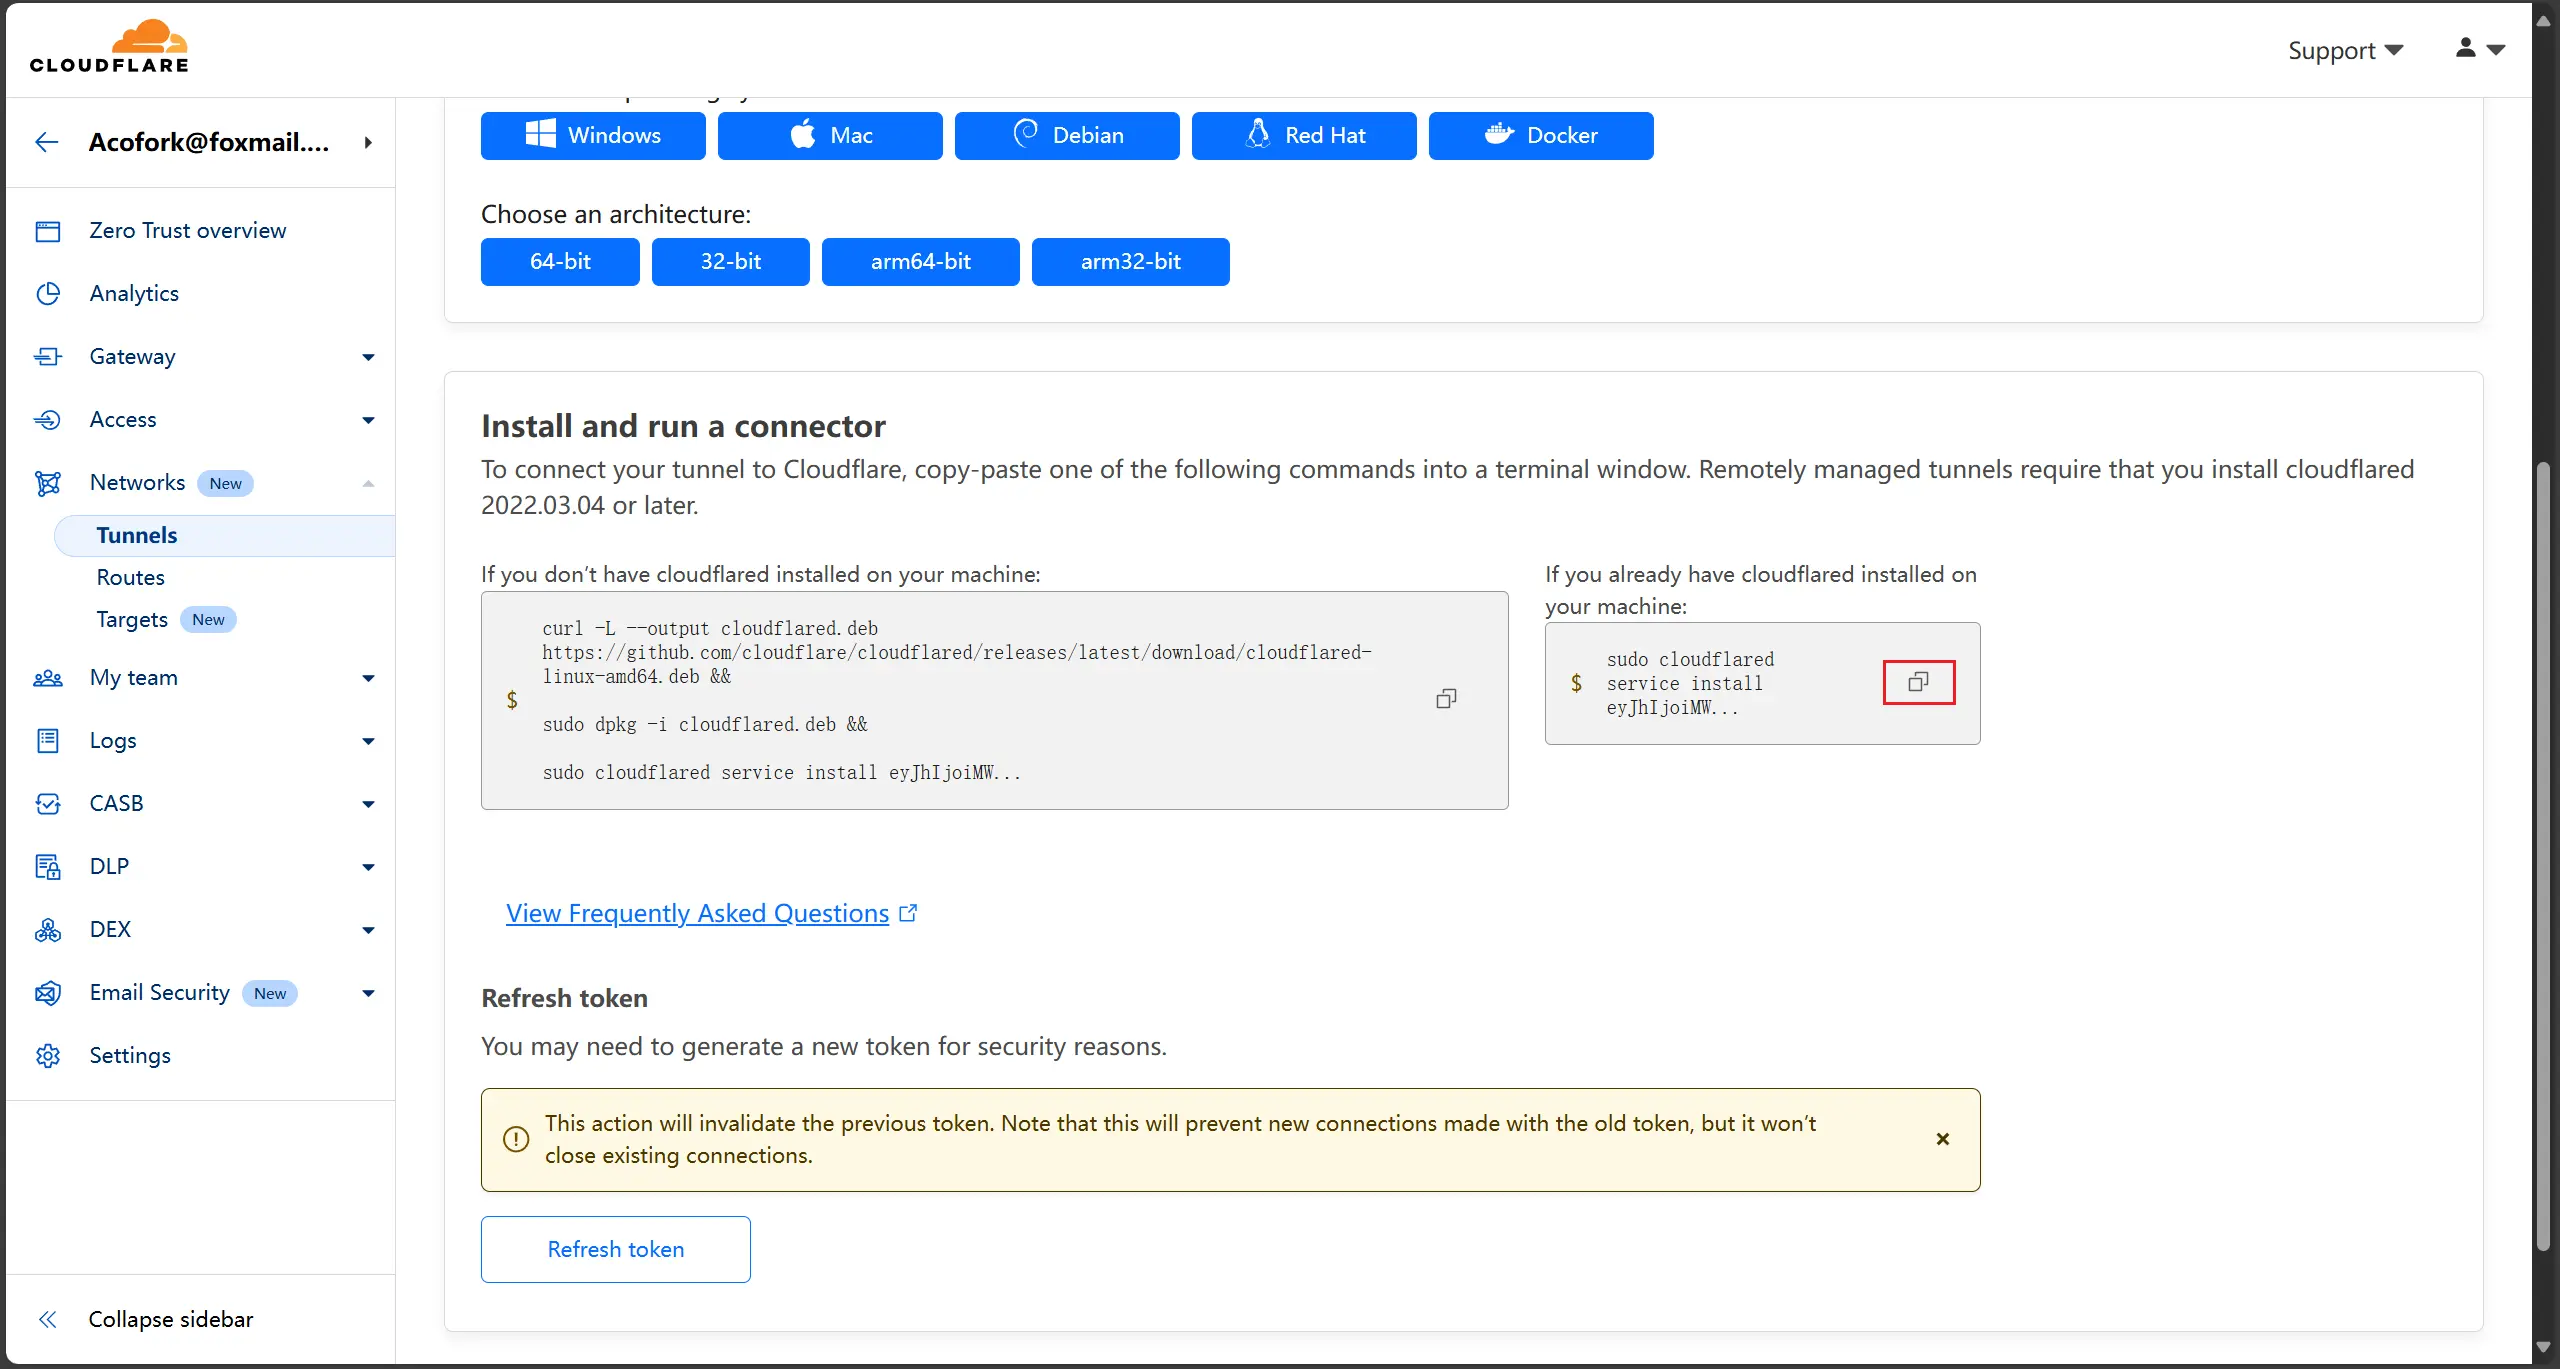 CLOUDFLARE
Support
Acofork@foxmail....
Zero Trust overview
Analytics
Gateway
Access
Networks New
Tunnels
Routes
Targets New
My team
Logs
CASB
DLP
DEX
Email Security New
Settings
Collapse sidebar
Windows Mac Debian Red Hat Docker
Choose an architecture:
64-bit 32-bit arm64-bit arm32-bit
Install and run a connector
To connect your tunnel to Cloudflare, copy-paste one of the following commands into a terminal window. Remotely managed tunnels require that you install cloudflared
2022.03.04 or later.
If you don’t have cloudflared installed on your machine:
$
curl -L --output cloudflared.deb
https://github.com/cloudflare/cloudflared/releases/latest/download/cloudflared-
linux-amd64.deb &&
sudo dpkg -i cloudflared.deb &&
sudo cloudflared service install eyJhIjoiMW...
If you already have cloudflared installed on
your machine:
$
sudo cloudflared
service install
eyJhIjoiMW...
View Frequently Asked Questions
Refresh token
You may need to generate a new token for security reasons.
This action will invalidate the previous token. Note that this will prevent new connections made with the old token, but it won’t
close existing connections.
Refresh token